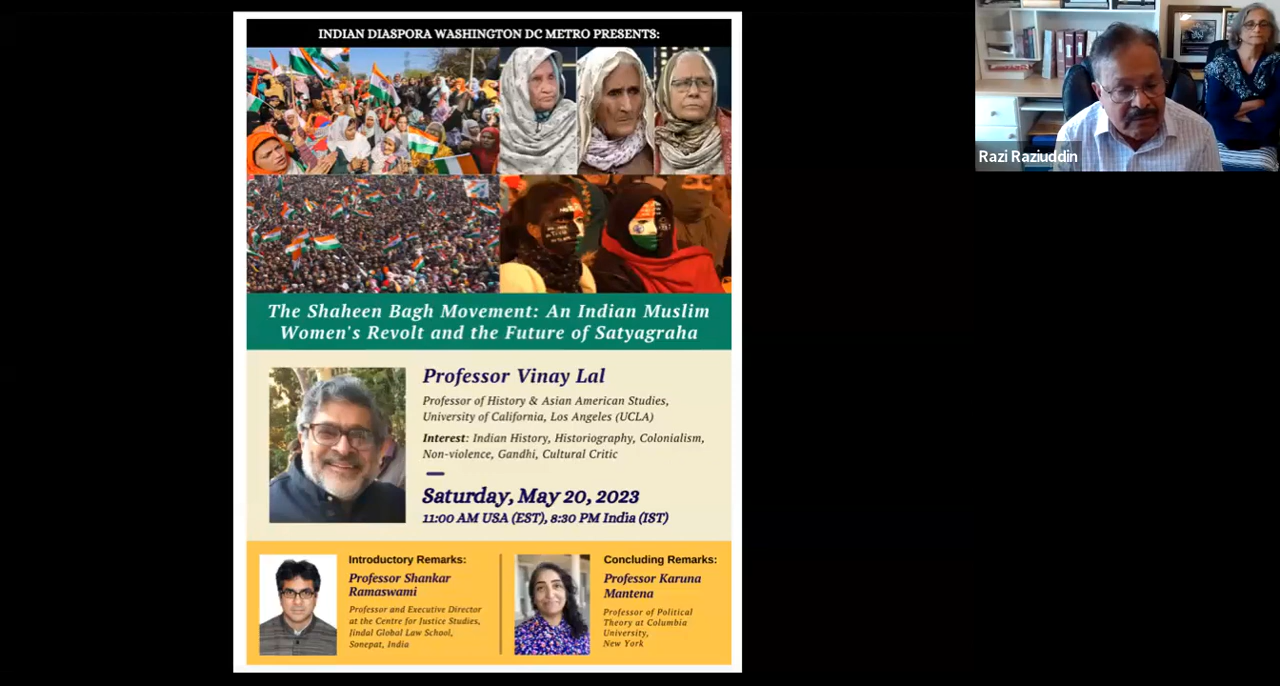 INDIAN DIASPORA WASHINGTON DC METRO PRESENTS:
The Shaheen Bagh Movement: An Indian Muslim
Women's Revolt and the Future of Satyagraha
Professor Vinay Lal
Professor of History & Asian American Studies,
University of California, Los Angeles (UCLA)
Interest: Indian History, Historiography, Colonialism,
Non-violence, Gandhi, Cultural Critic
Saturday, May 20, 2023
11:00 AM USA (EST), 8:30 PM India (IST)
Introductory Remarks:
Professor Shankar
Ramaswami
Professor and Executive Director
at the Centre for Justice Studies,
Jindal Global Law School,
Sonepat, India
Concluding Remarks:
Professor Karuna
Mantena
Professor of Political
Theory at Columbia
University,
New York
Razi Raziuddin